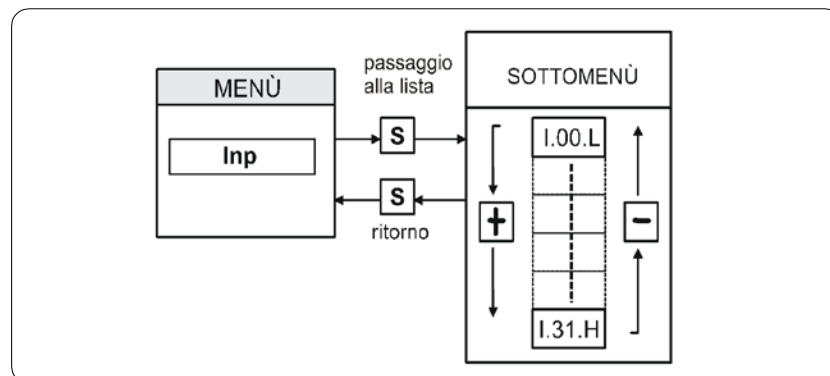 MENÙ
Inp
passaggio
alla lista
S
S
ritorno
SOTTOMENÙ
I.00.L
+
−
I.31.H